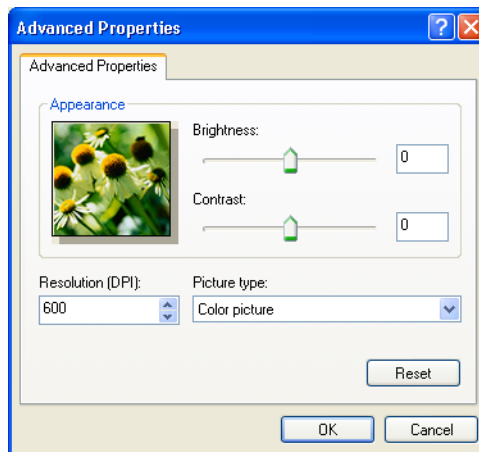 Advanced Properties
Advanced Properties
Appearance
Brightness:
0
Contrast:
0
Resolution (DPI):
Picture type:
600
Color picture
Reset
OK
Cancel